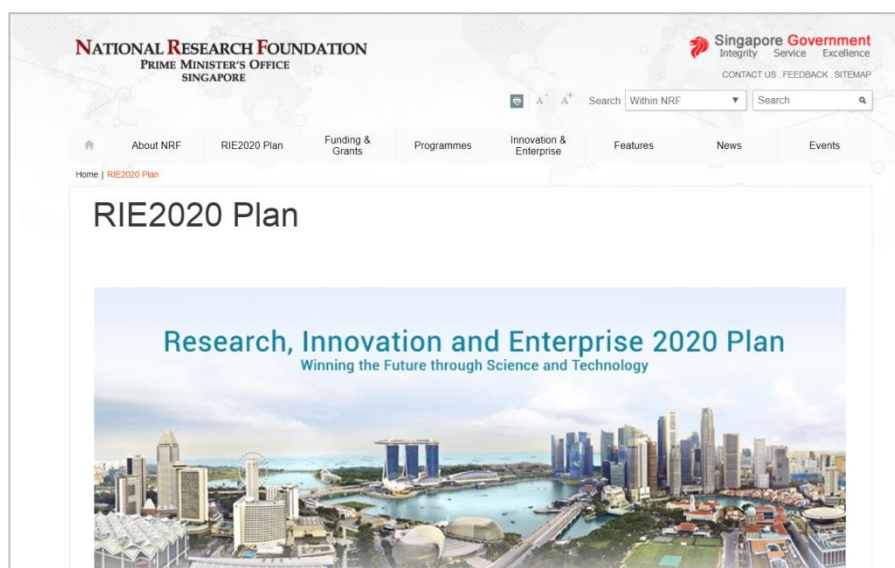 NATIONAL RESEARCH FOUNDATION
PRIME MINISTER'S OFFICE
SINGAPORE
Singapore Government
Integrity Service Excellence
CONTACT US . FEEDBACK . SITEMAP
A- A+ Search Within NRF Search
About NRF RIE2020 Plan Funding & Grants Programmes Innovation & Enterprise Features News Events
Home | RIE2020 Plan
RIE2020 Plan
Research, Innovation and Enterprise 2020 Plan
Winning the Future through Science and Technology